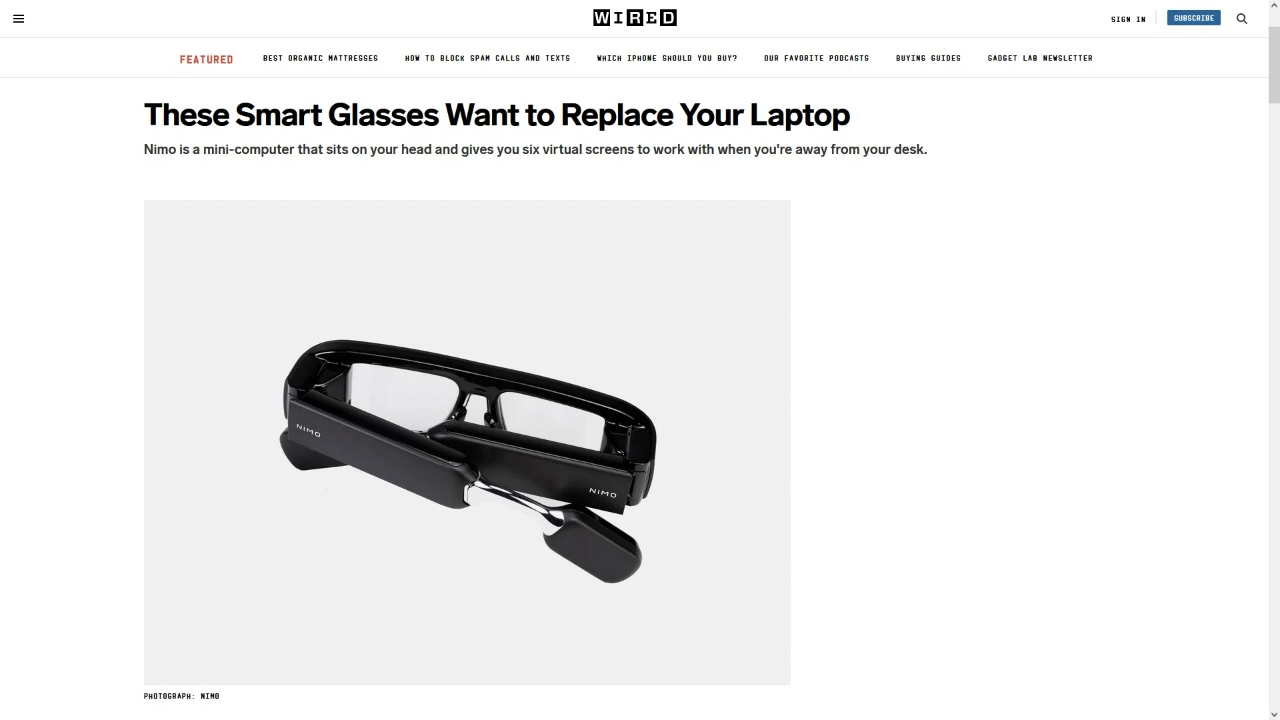 WIRED
SIGN IN
SUBSCRIBE
FEATURED
BEST ORGANIC MATTRESSES
HOW TO BLOCK SPAM CALLS AND TEXTS
WHICH IPHONE SHOULD YOU BUY?
OUR FAVORITE PODCASTS
BUYING GUIDES
GADGET LAB NEWSLETTER
These Smart Glasses Want to Replace Your Laptop
Nimo is a mini-computer that sits on your head and gives you six virtual screens to work with when you're away from your desk.
NIMO
NIMO
PHOTOGRAPH: NIMO